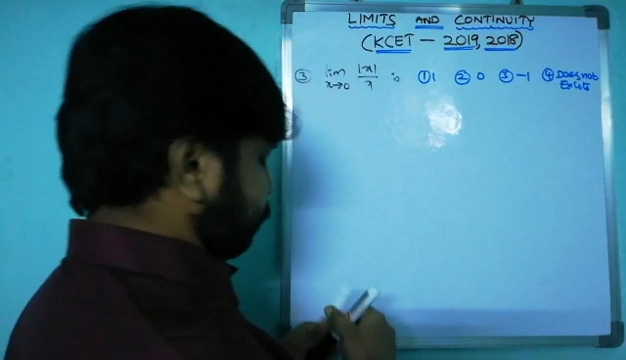 LIMITS AND CONTINUITY
(KCET - 2019, 2018)
③ lim x→0 |x|/x is ① 1 ② 0 ③ -1 ④ Does not
Exists